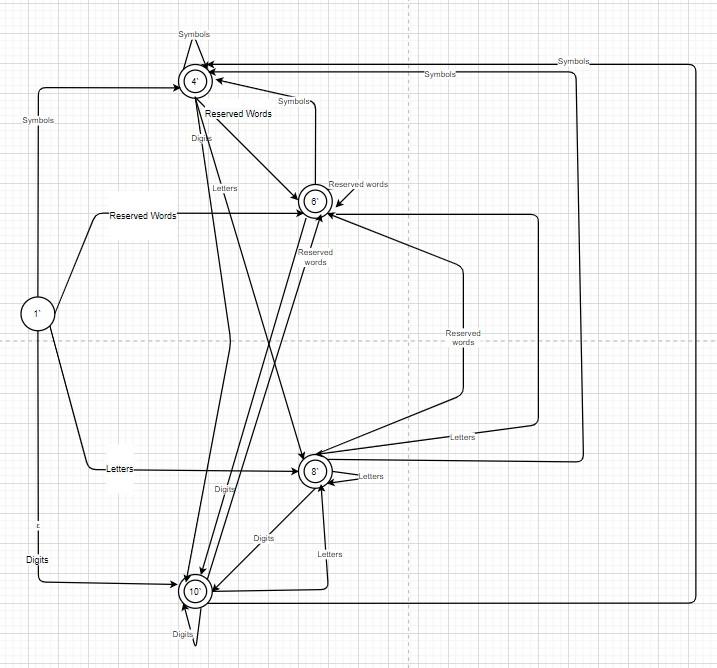 Symbols
Symbols
4`
Symbols
Symbols
Reserved Words
Symbols
Digits
Letters
Reserved words
6`
Reserved Words
Reserved
words
1`
Reserved
words
Letters
Letters
8`
Letters
Digits
ε
Digits
Letters
Digits
10`
Digits